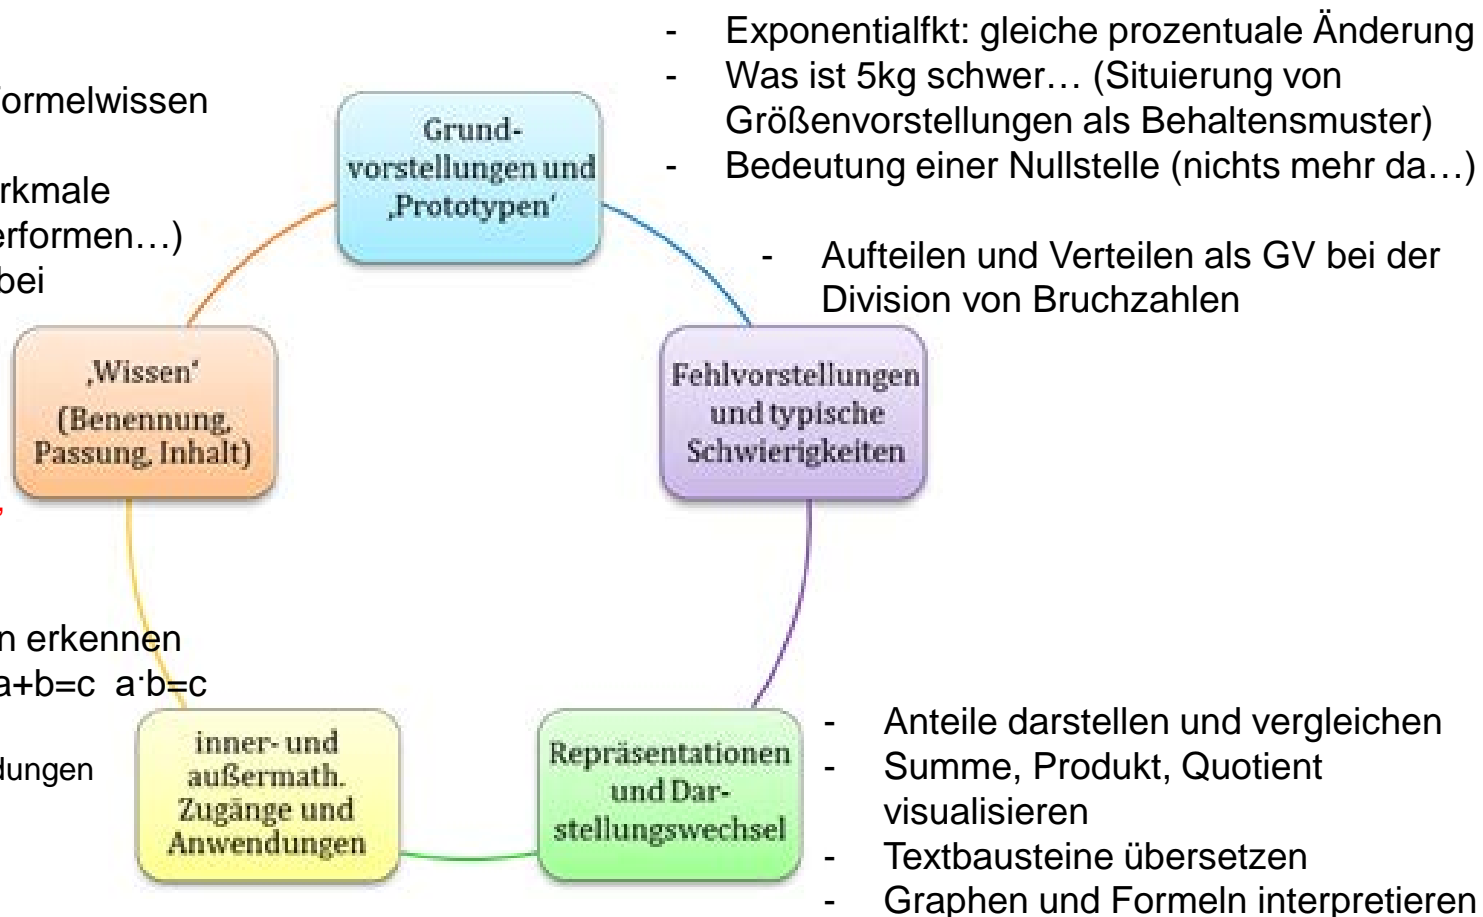 - Exponentialfkt: gleiche prozentuale Änderung
- Was ist 5kg schwer… (Situierung von
Größenvorstellungen als Behaltensmuster)
- Bedeutung einer Nullstelle (nichts mehr da…)
- Aufteilen und Verteilen als GV bei der
Division von Bruchzahlen
ormelwissen
rkmale
erformen…)
bei
Grund-
vorstellungen und
‚Prototypen‘
‚Wissen‘
(Benennung,
Passung, Inhalt)
Fehlvorstellungen
und typische
Schwierigkeiten
,
n erkennen
a+b=c a·b=c
dungen
inner- und
außermath.
Zugänge und
Anwendungen
Repräsentationen
und Dar-
stellungswechsel
- Anteile darstellen und vergleichen
- Summe, Produkt, Quotient
visualisieren
- Textbausteine übersetzen
- Graphen und Formeln interpretieren